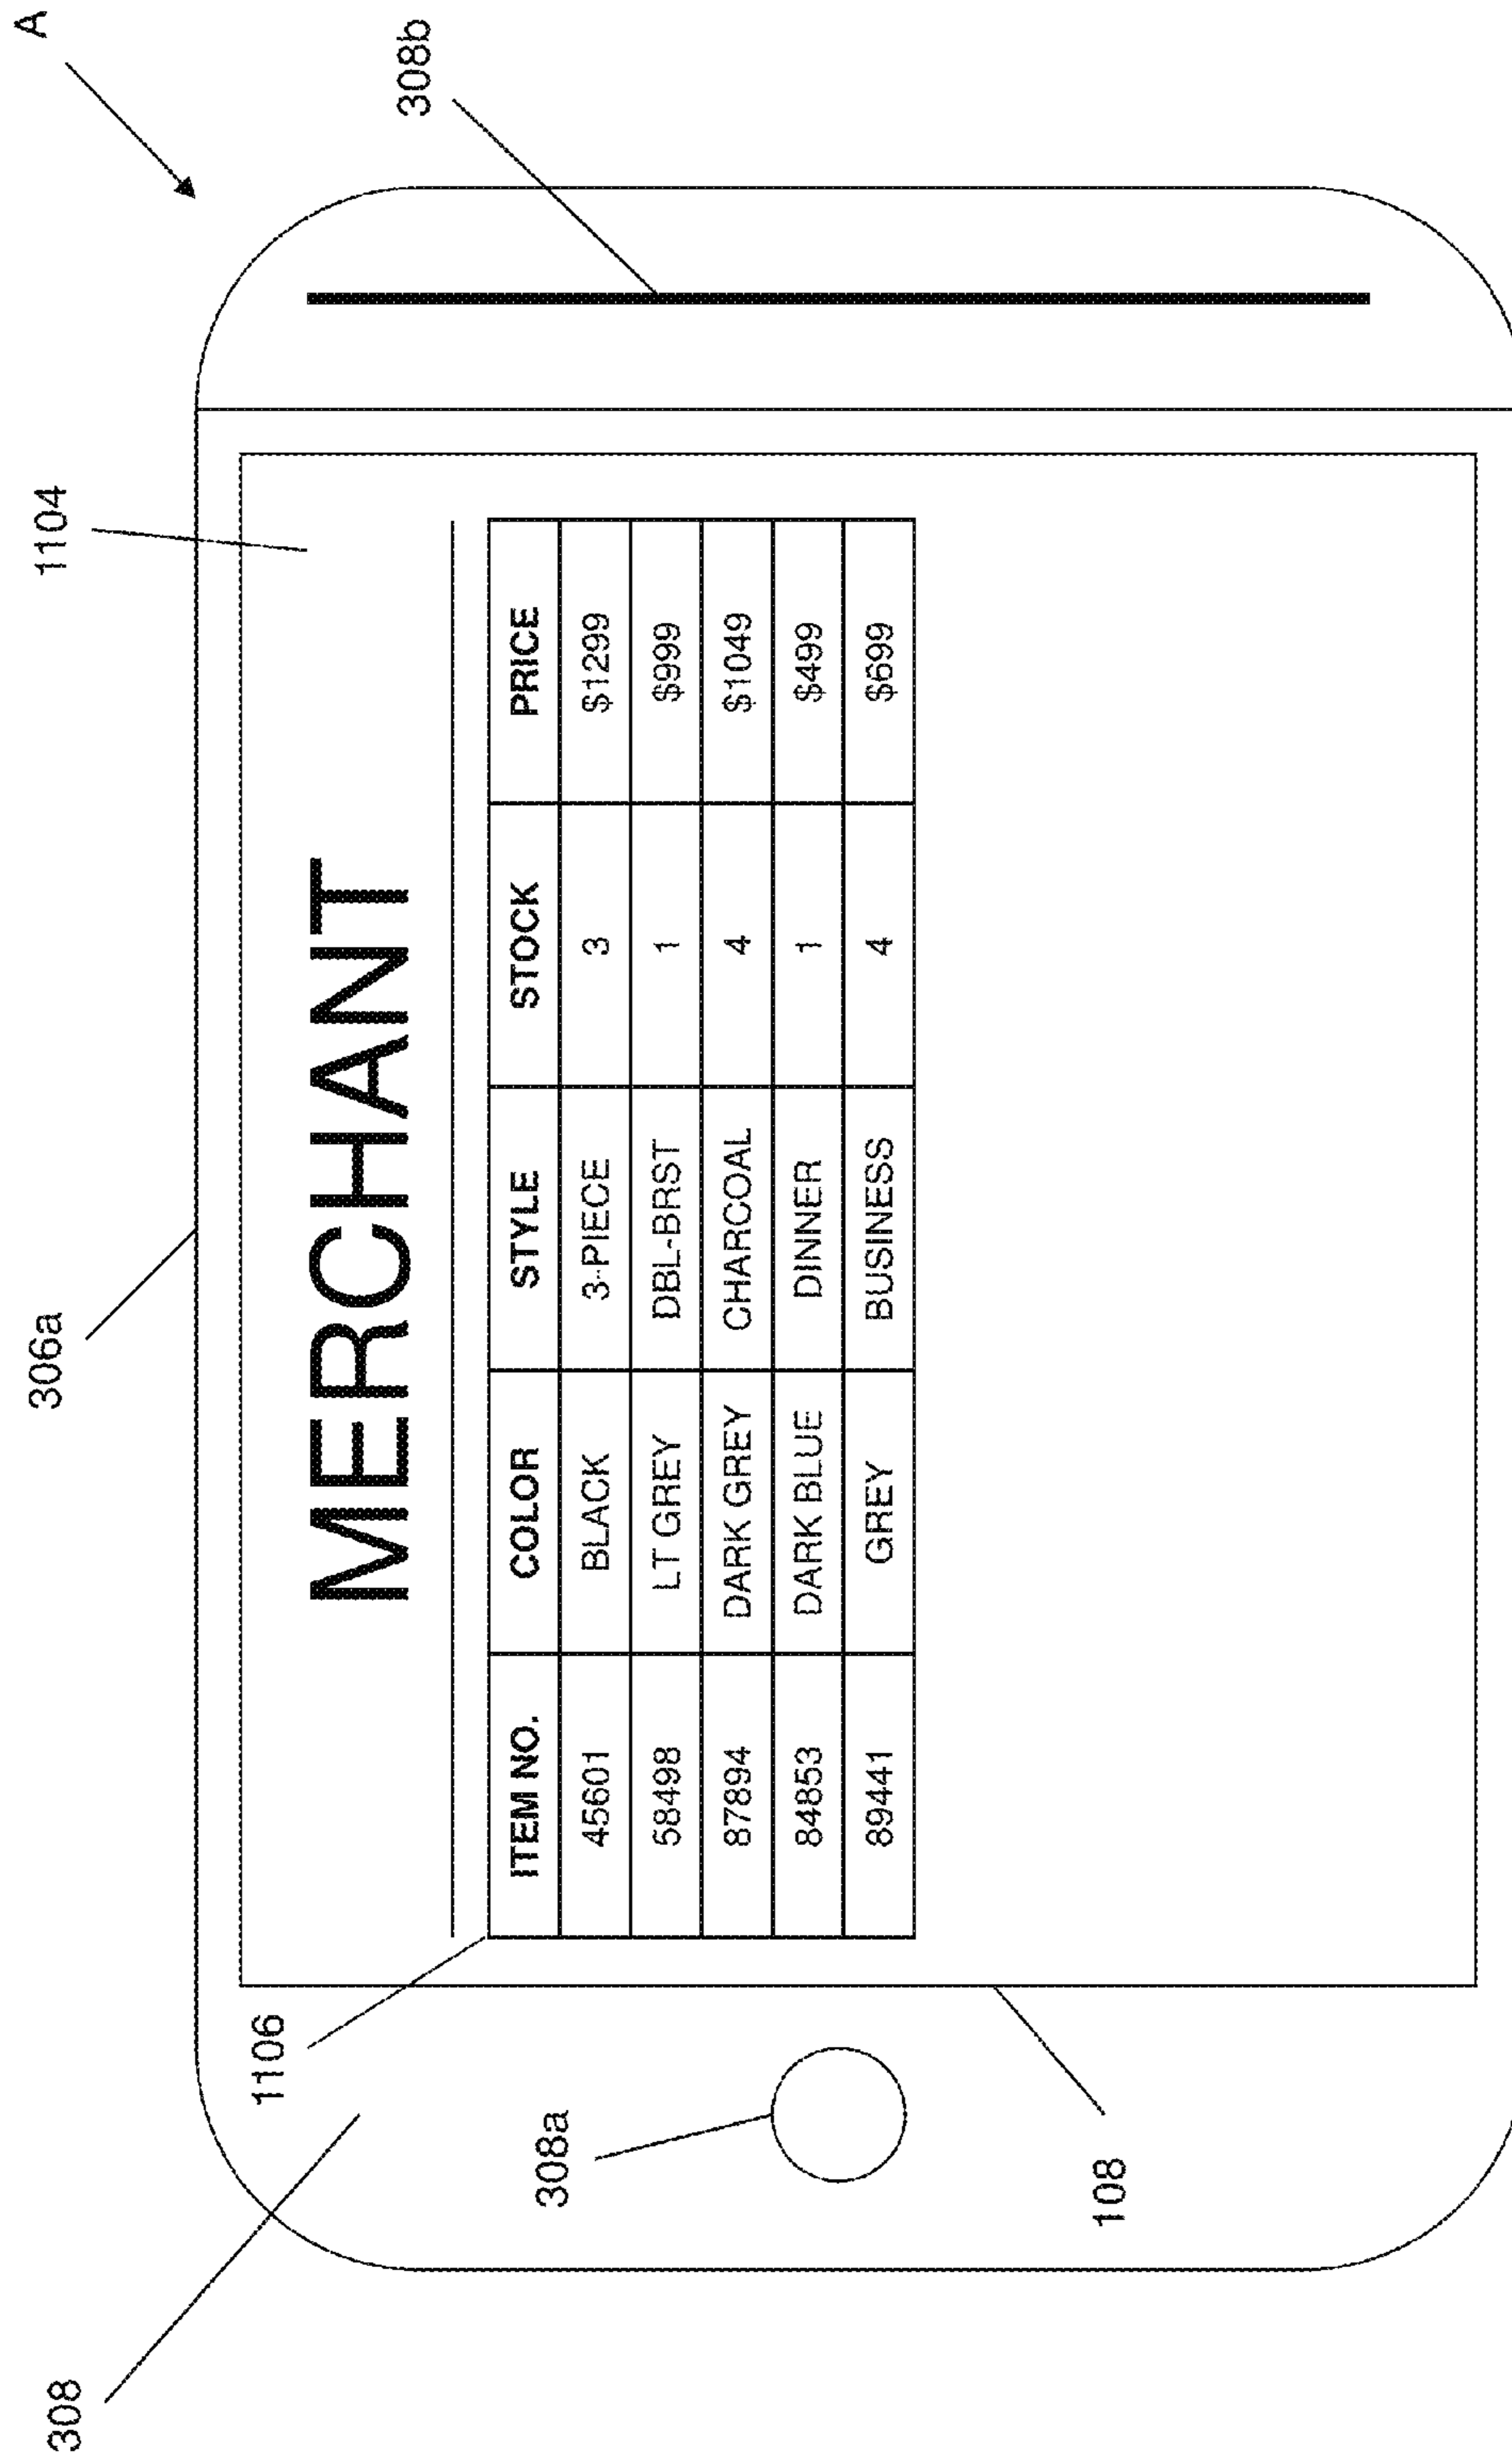 A
308b
1104
306a
MERCHANT
ITEM NO. COLOR STYLE STOCK PRICE
45601 BLACK 3-PIECE 3 $1299
58498 LT GREY DBL-BRST 1 $999
87894 DARK GREY CHARCOAL 4 $1049
84853 DARK BLUE DINNER 1 $499
89441 GREY BUSINESS 4 $699
1106
308
308a
108